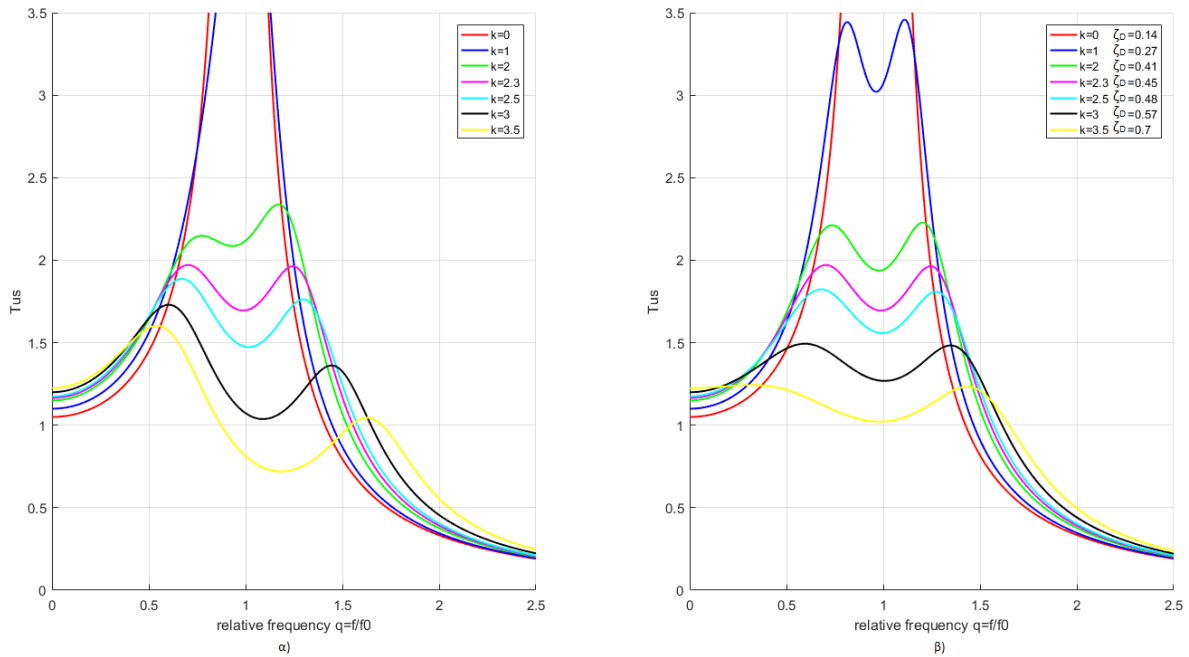 3.5
3
2.5
2
1.5
1
0.5
0
Tus
0
0.5
1
1.5
2
2.5
relative frequency q=f/f0
α)
k=0
k=1
k=2
k=2.3
k=2.5
k=3
k=3.5
3.5
3
2.5
2
1.5
1
0.5
0
Tus
0
0.5
1
1.5
2
2.5
relative frequency q=f/f0
β)
k=0 ζD=0.14
k=1 ζD=0.27
k=2 ζD=0.41
k=2.3 ζD=0.45
k=2.5 ζD=0.48
k=3 ζD=0.57
k=3.5 ζD=0.7